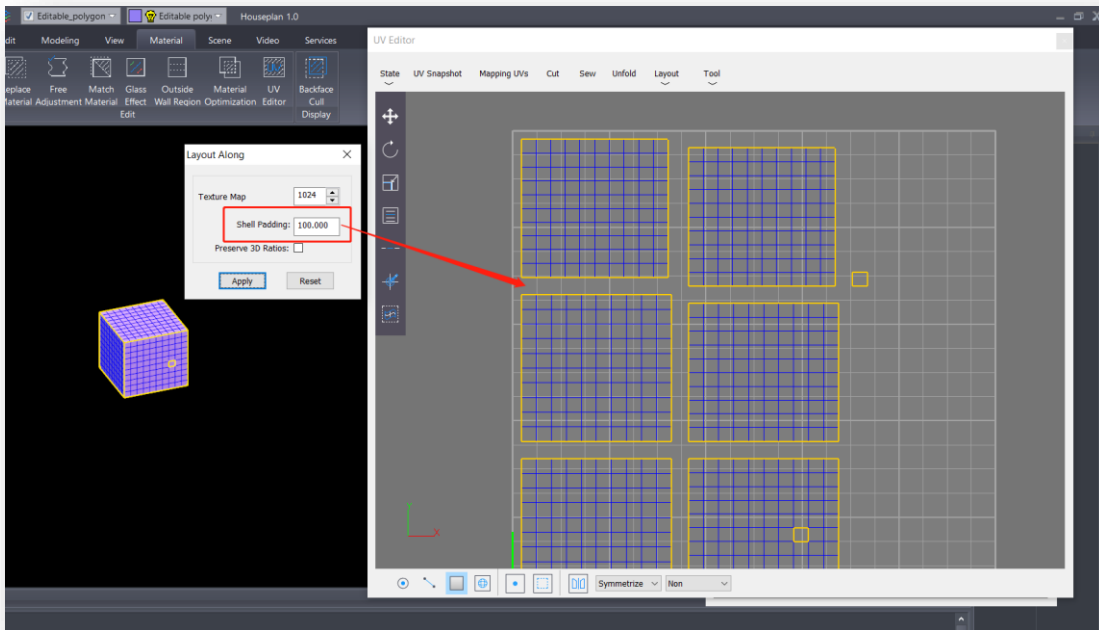 Editable_polygon
Editable poly
Houseplan 1.0
dit Modeling View Material Scene Video Services
eplace Free Match Glass Outside Material UV Backface
Material Adjustment Material Effect Wall Region Optimization Editor Cull
Edit Display
UV Editor
State UV Snapshot Mapping UVs Cut Sew Unfold Layout Tool
Layout Along
Texture Map 1024
Shell Padding: 100.000
Preserve 3D Ratios:
Apply Reset
Y
X
Symmetrize Non